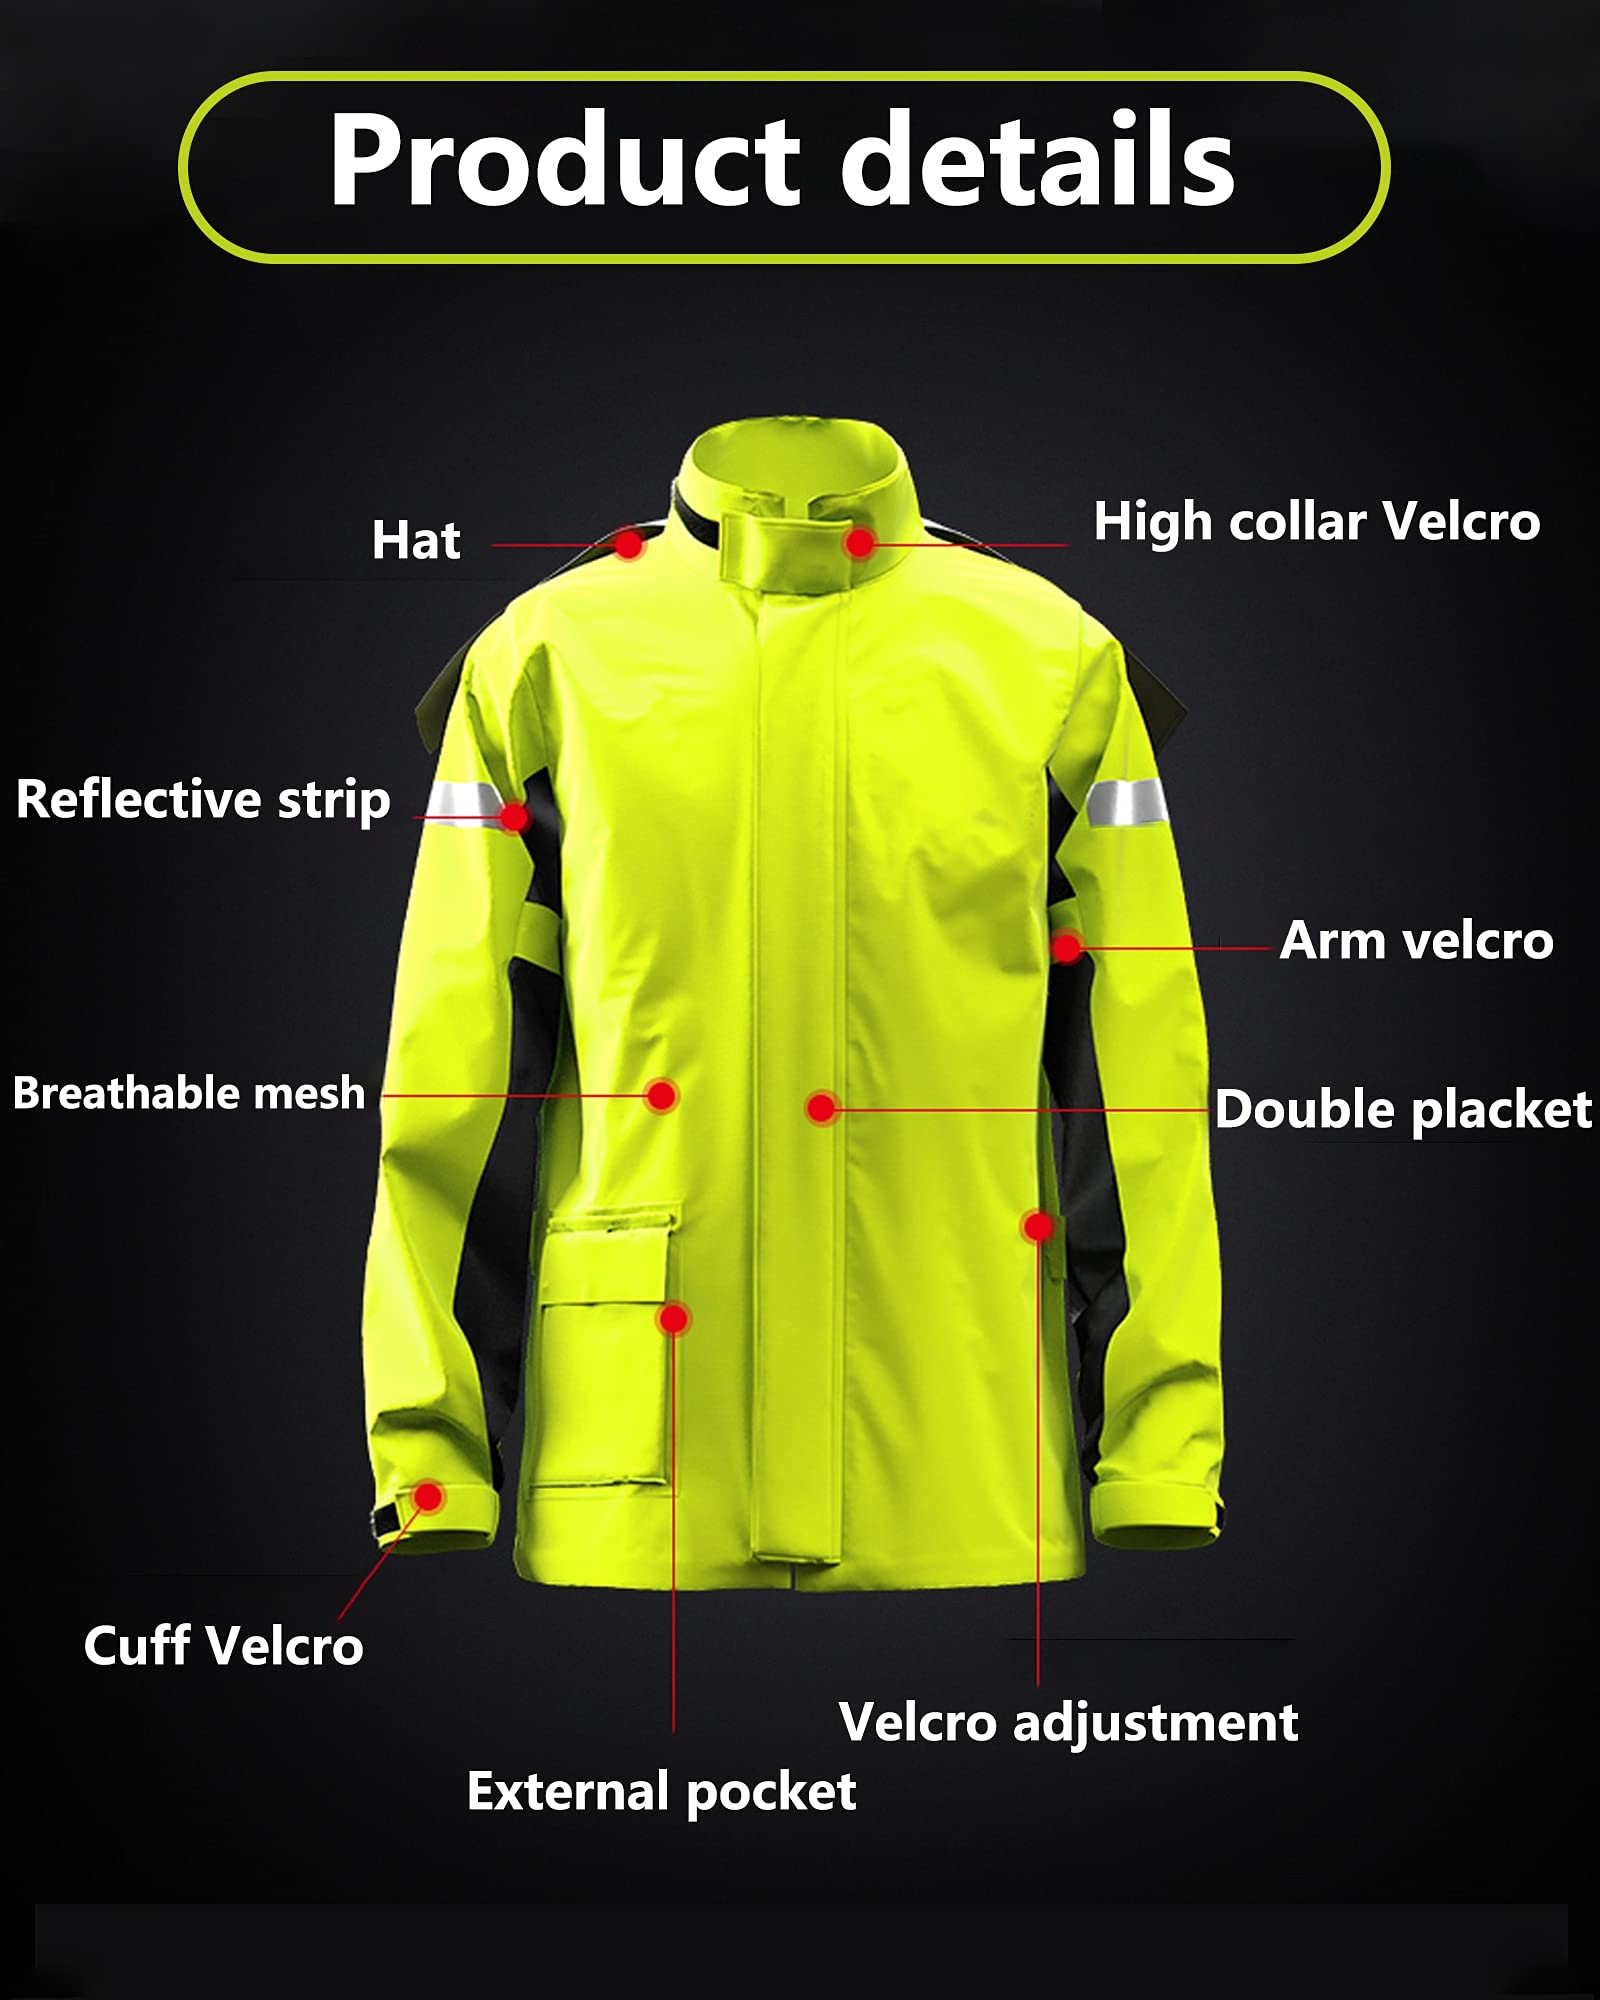 Product details
Hat
High collar Velcro
Reflective strip
Arm velcro
Breathable mesh
Double placket
Cuff Velcro
Velcro adjustment
External pocket